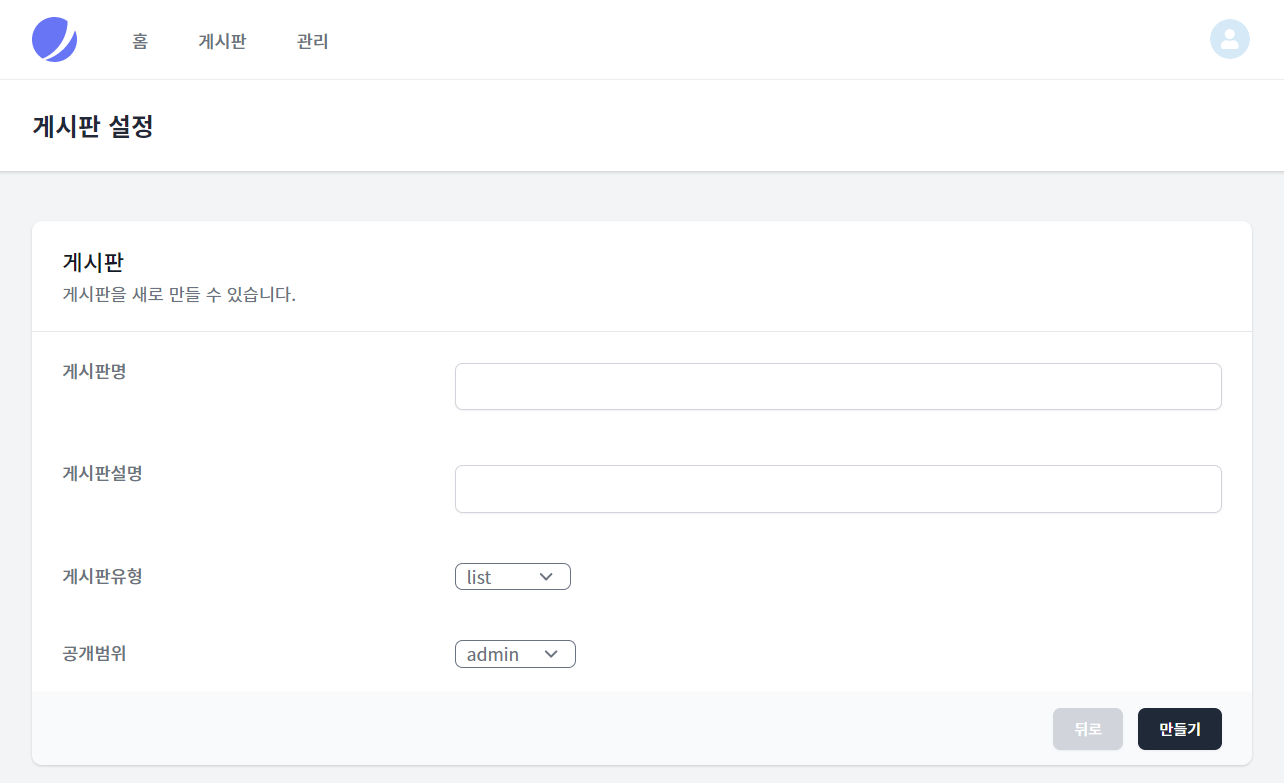 홈 게시판 관리
게시판 설정
게시판
게시판을 새로 만들 수 있습니다.
게시판명
게시판설명
게시판유형 list
공개범위 admin
뒤로 만들기